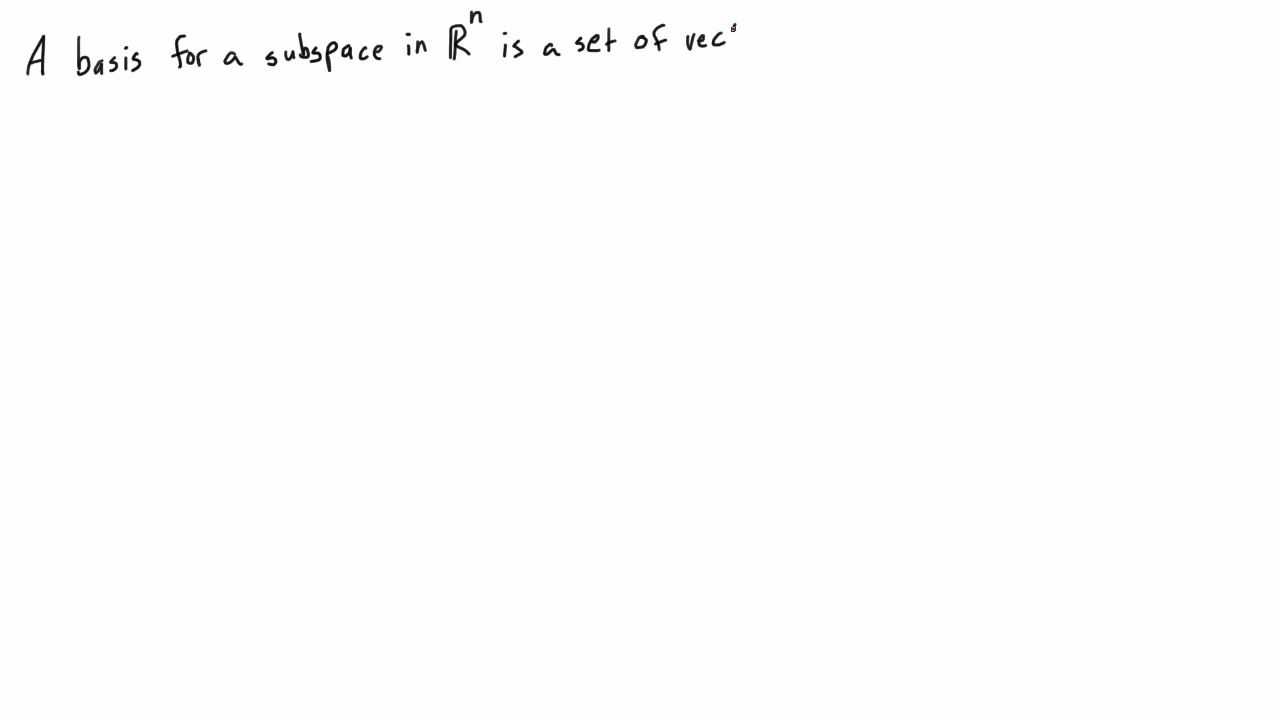 A basis for a subspace in ℝⁿ is a set of vec